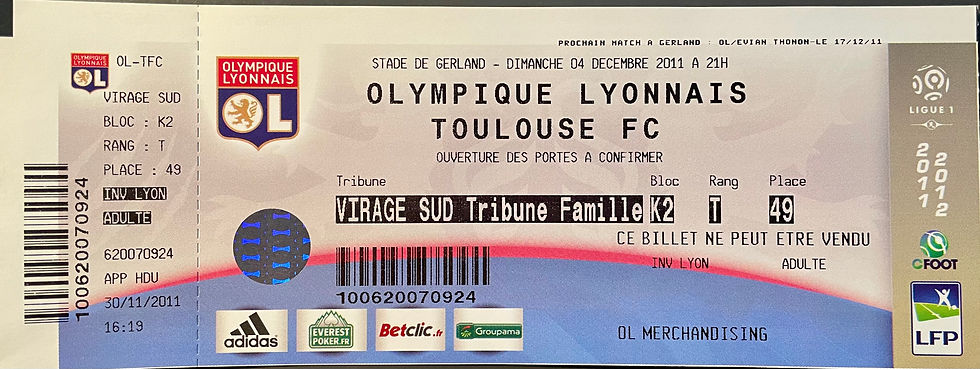 OLYMPIQUE
LYONNAIS
OL
OL-TFC
VIRAGE SUD
BLOC : K2
RANG : T
PLACE : 49
INV LYON
ADULTE
620070924
APP HDU
30/11/2011
16:19
100620070924
PROCHAIN MATCH A GERLAND : OL/EVIAN THONON-LE 17/12/11
OLYMPIQUE
LYONNAIS
OL
STADE DE GERLAND - DIMANCHE 04 DECEMBRE 2011 A 21H
OLYMPIQUE LYONNAIS
TOULOUSE FC
OUVERTURE DES PORTES A CONFIRMER
Tribune Bloc Rang Place
VIRAGE SUD Tribune Famille K2 T 49
CE BILLET NE PEUT ETRE VENDU
INV LYON ADULTE
100620070924
adidas
EVEREST
POKER.FR
Betclic.fr
Groupama
OL MERCHANDISING
LIGUE 1
2011
2012
CFOOT
LFP